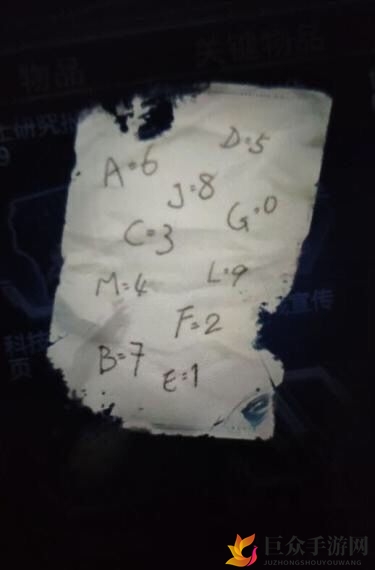 物品
关键物品
D=5
A=6
J=8
G=0
C=3
M=4
L=9
F=2
B=7
E=1
9
科技
页
宣传
巨众手游网
JUZHONGSHOUYOUWANG